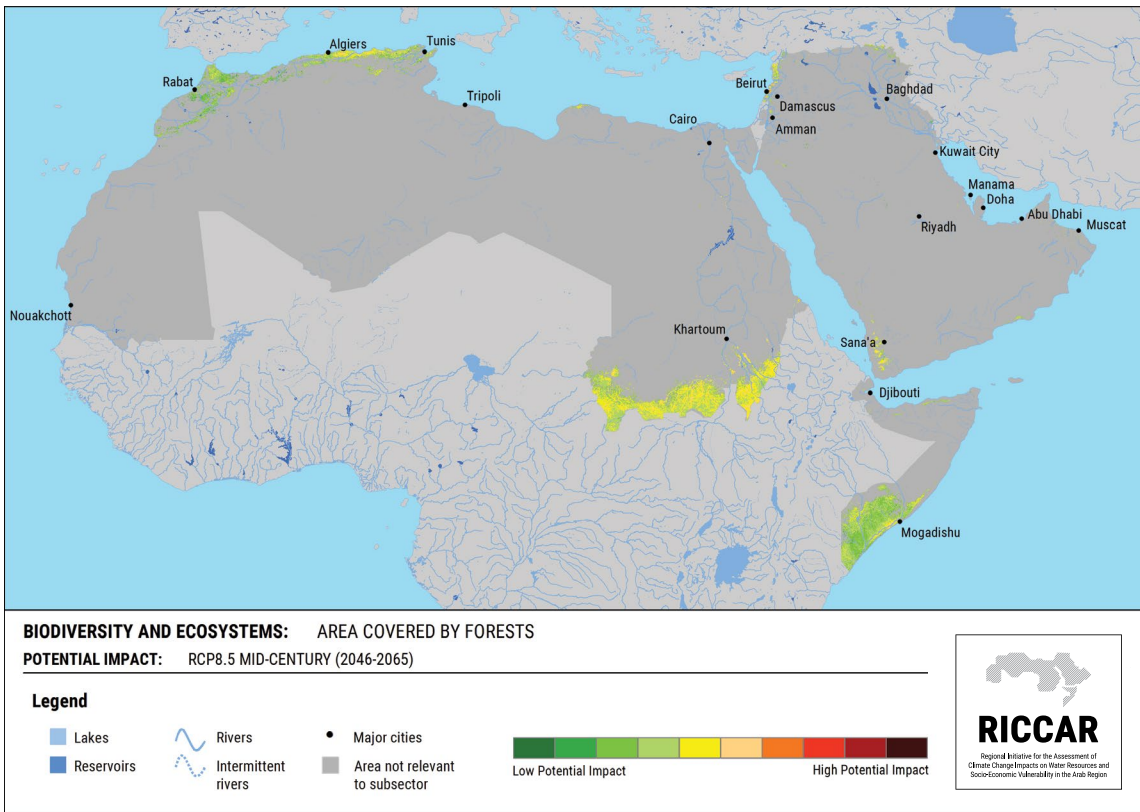 Algiers
Tunis
Rabat
Tripoli
Beirut
Damascus
Baghdad
Cairo
Amman
Kuwait City
Manama
Doha
Abu Dhabi
Muscat
Riyadh
Nouakchott
Khartoum
Sana'a
Djibouti
Mogadishu
BIODIVERSITY AND ECOSYSTEMS: AREA COVERED BY FORESTS
POTENTIAL IMPACT: RCP8.5 MID-CENTURY (2046-2065)
Legend
Lakes
Reservoirs
Rivers
Intermittent
rivers
Major cities
Area not relevant
to subsector
Low Potential Impact
High Potential Impact
RICCAR
Regional Initiative for the Assessment of
Climate Change Impacts on Water Resources and
Socio-Economic Vulnerability in the Arab Region